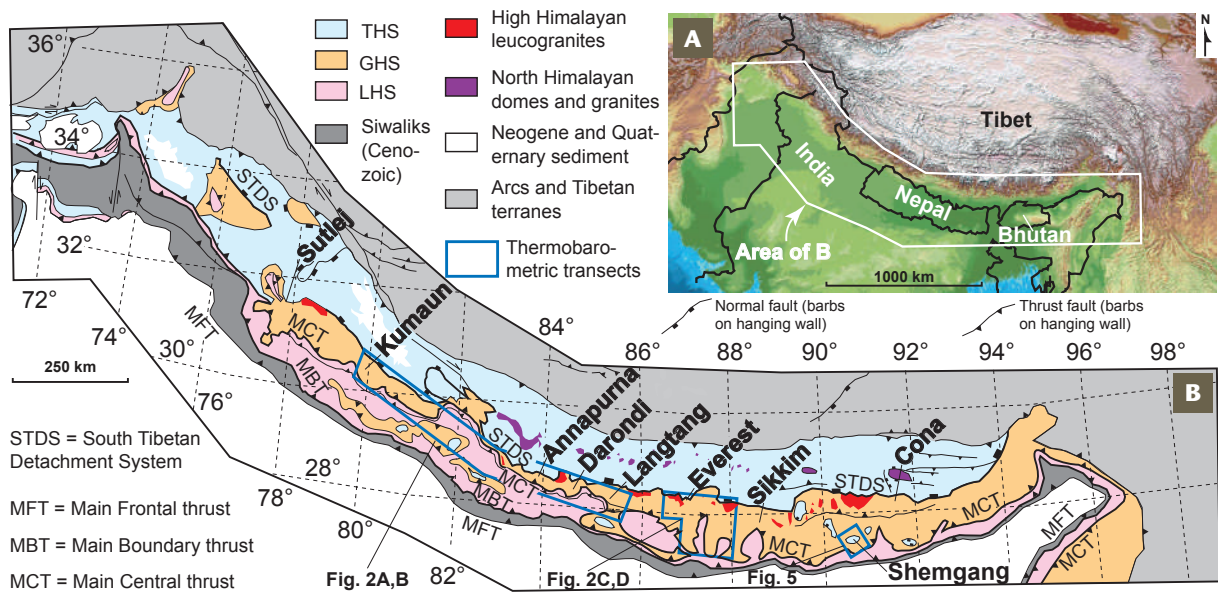 THS
GHS
LHS
Siwaliks
(Ceno-
zoic)
High Himalayan
leucogranites
North Himalayan
domes and granites
Neogene and Quat-
ernary sediment
Arcs and Tibetan
terranes
Thermobaro-
metric transects
A
N
Tibet
India
Nepal
Bhutan
Area of B
1000 km
Normal fault (barbs
on hanging wall)
Thrust fault (barbs
on hanging wall)
B
36°
34°
32°
30°
28°
72°
74°
76°
78°
80°
82°
84°
86°
88°
90°
92°
94°
96°
98°
250 km
STDS
Sutlej
MCT
Kumaun
MFT
MBT
STDS
Annapurna
Darondi
Langtang
Everest
Sikkim
Cona
STDS
MCT
MBT
MFT
MCT
MCT
MFT
MCT
Shemgang
Fig. 2A,B
Fig. 2C,D
Fig. 5
STDS = South Tibetan
Detachment System
MFT = Main Frontal thrust
MBT = Main Boundary thrust
MCT = Main Central thrust